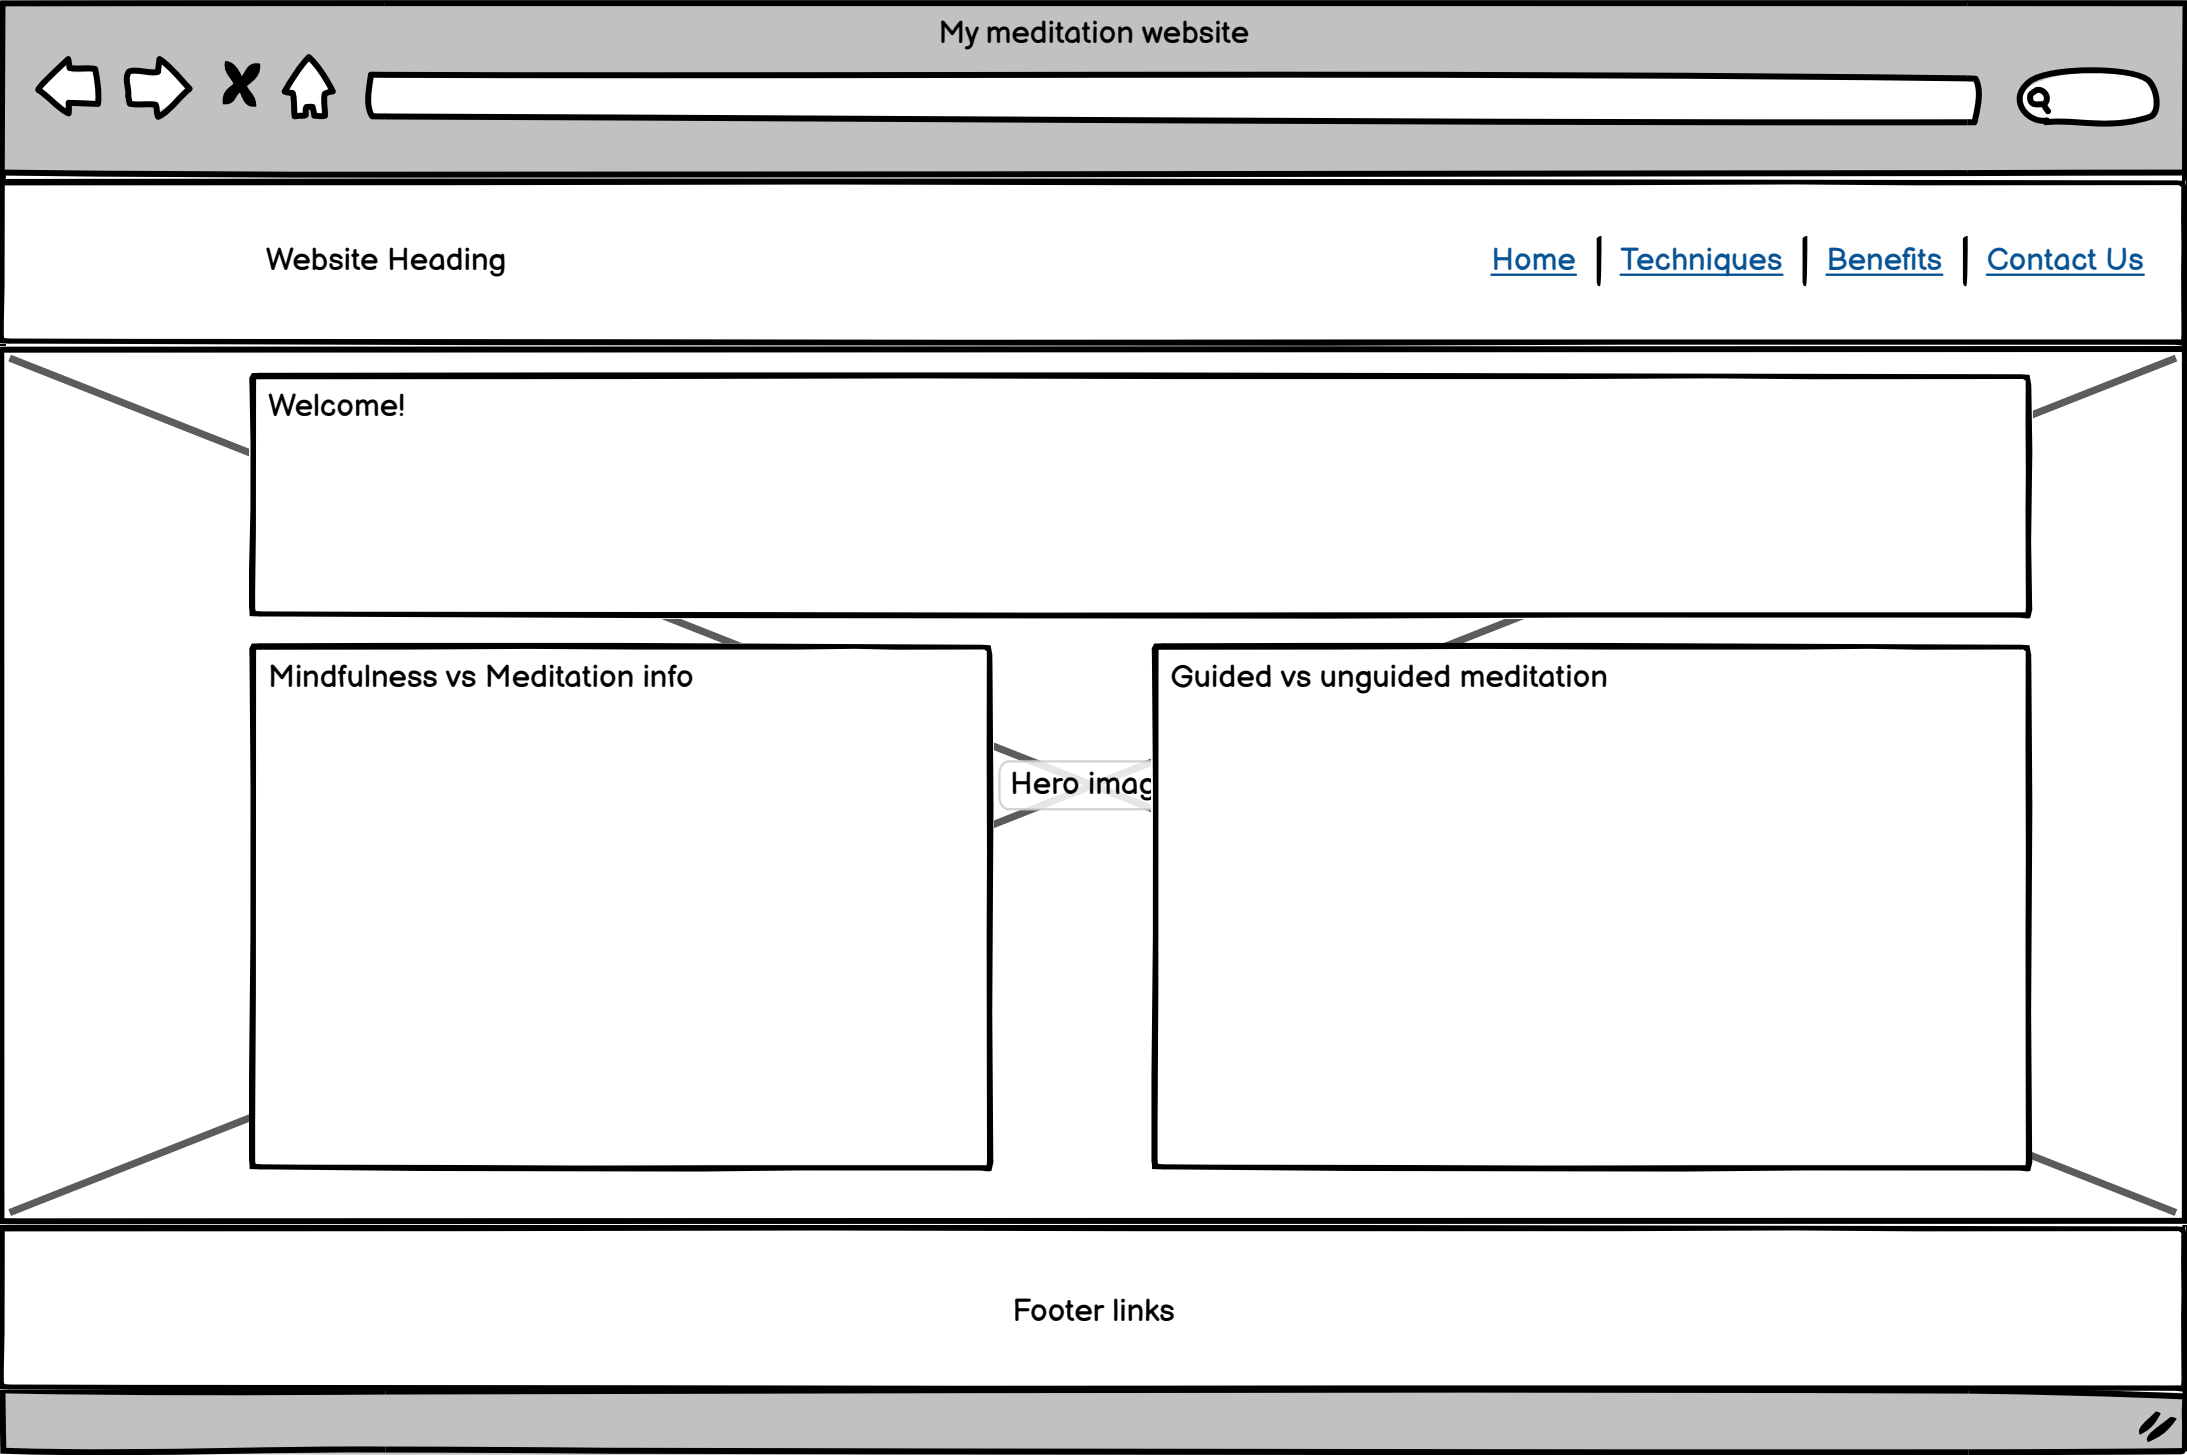 My meditation website
Website Heading
Home
Techniques
Benefits
Contact Us
Welcome!
Mindfulness vs Meditation info
Guided vs unguided meditation
Hero imag
Footer links